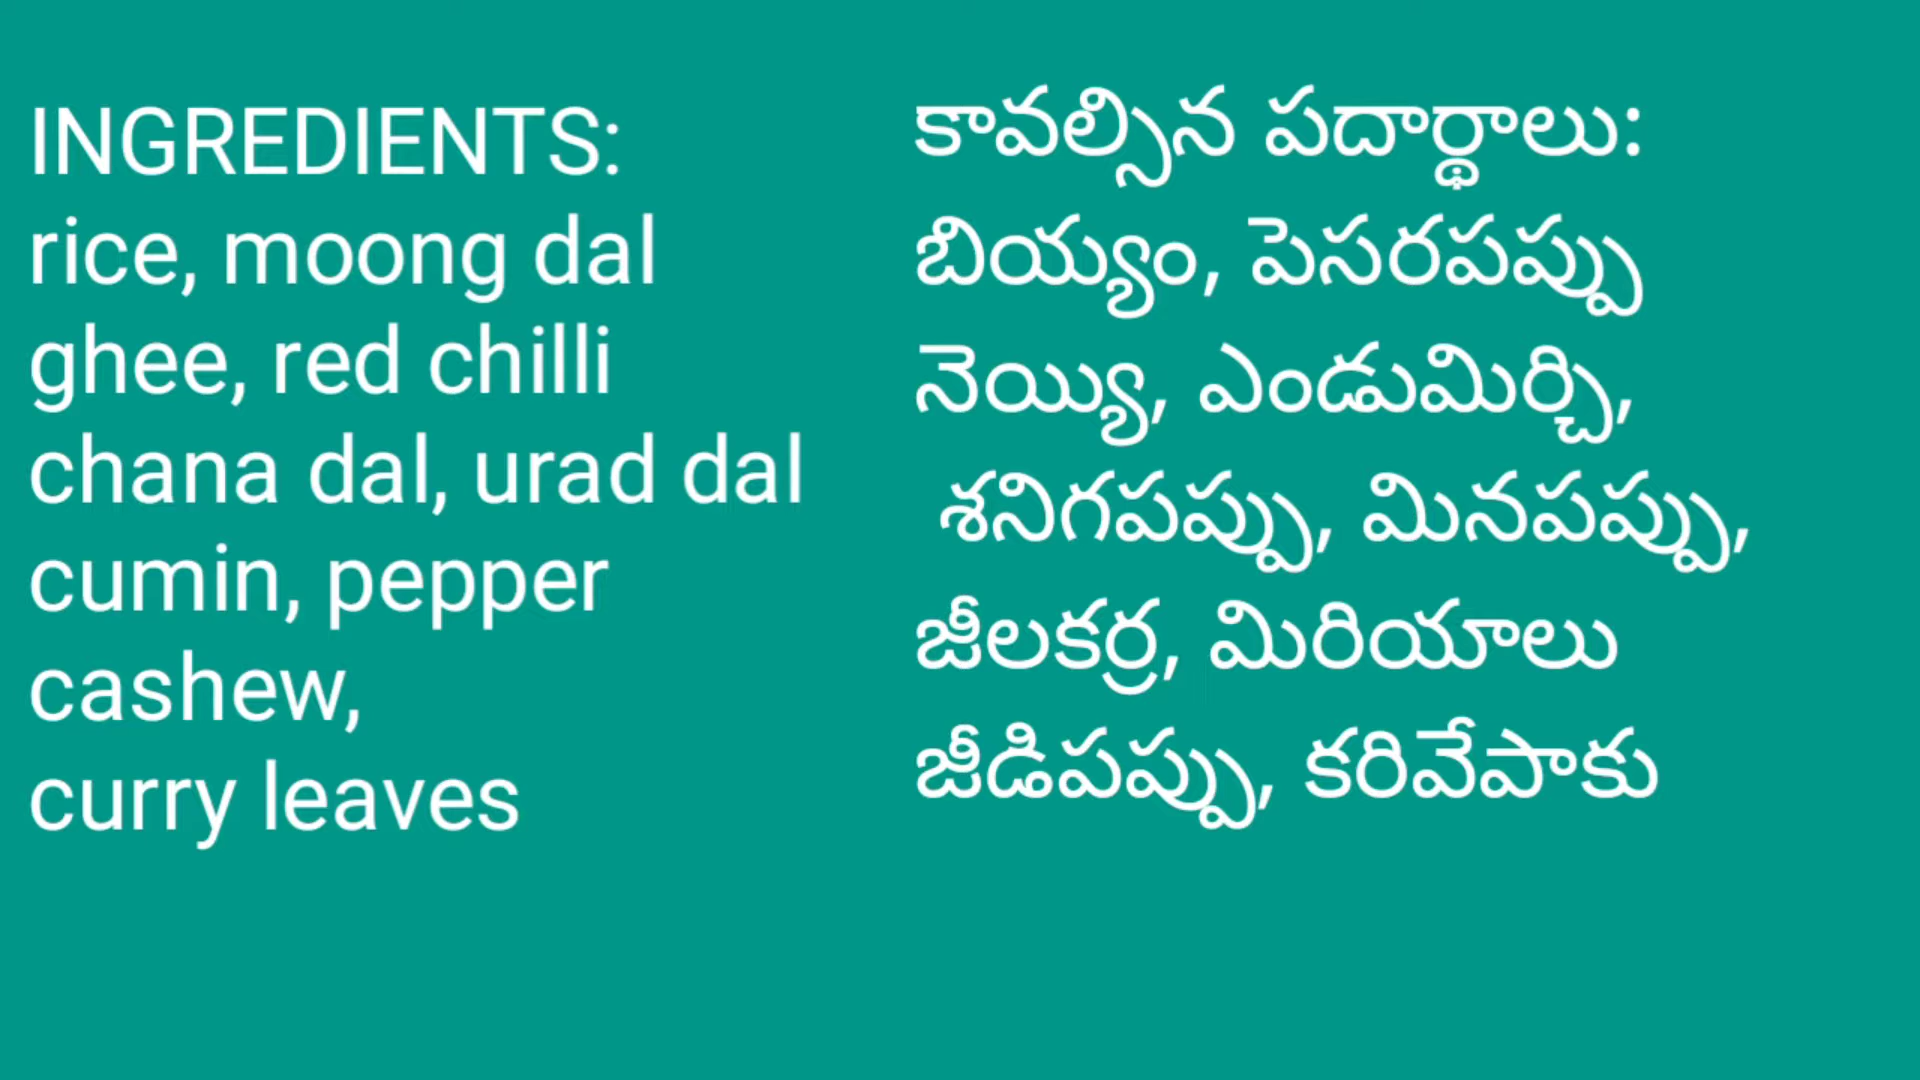 INGREDIENTS:
rice, moong dal
ghee, red chilli
chana dal, urad dal
cumin, pepper
cashew,
curry leaves
కావల్సిన పదార్థాలు:
బియ్యం, పెసరపప్పు
నెయ్యి, ఎండుమిర్చి,
శనిగపప్పు, మినపప్పు,
జీలకర్ర, మిరియాలు
జీడిపప్పు, కరివేపాకు